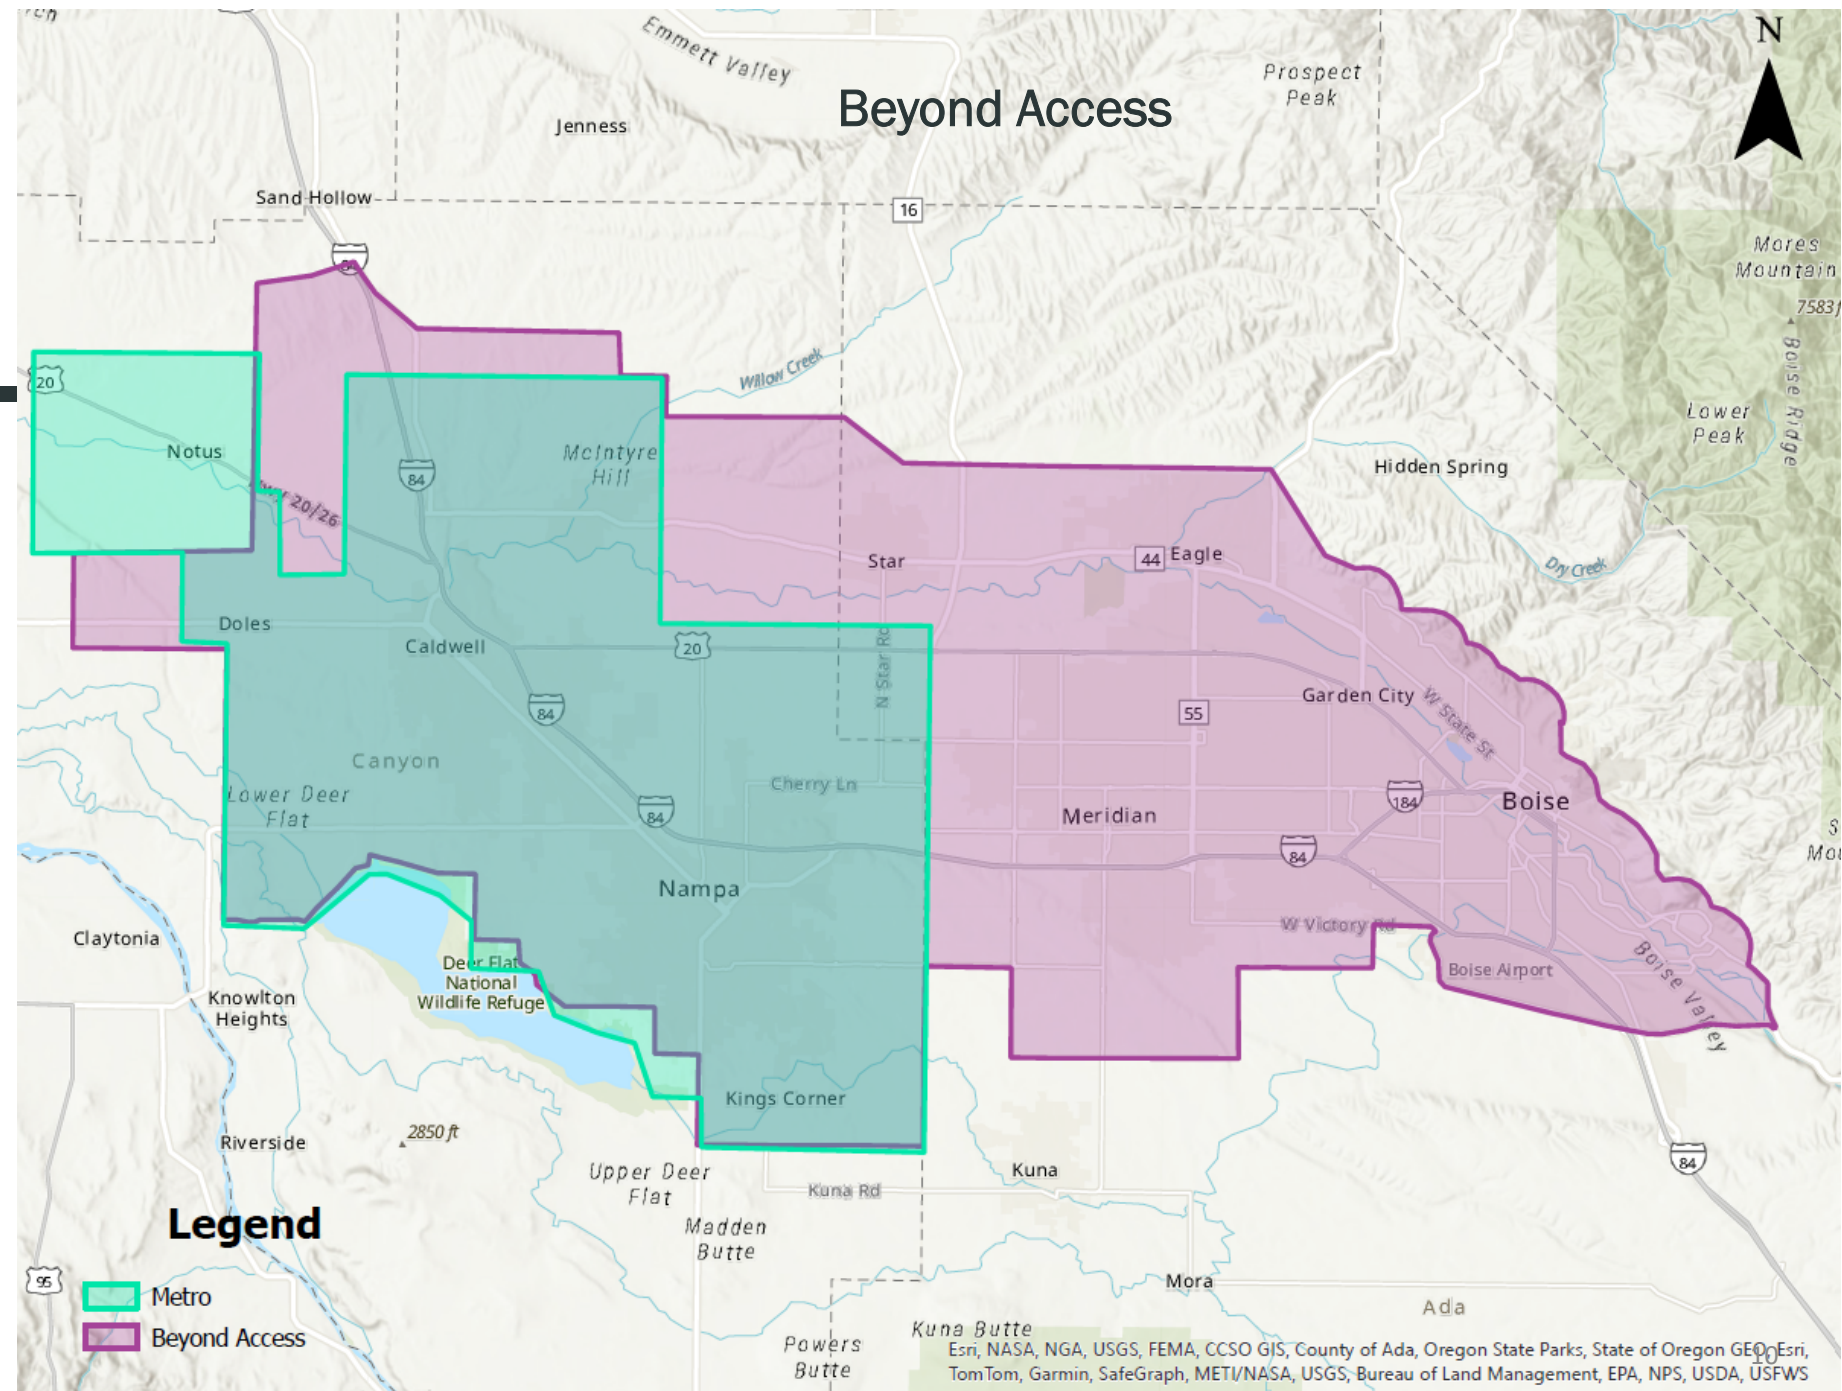 Emmett Valley
Beyond Access
Prospect
Peak
N
Jenness
Sand Hollow
16
Mores
Mountain
7583 f
Boise Ridge
Willow Creek
20
Notus
McIntyre
Hill
84
Hwy 20/26
Lower
Peak
Hidden Spring
Star
44
Eagle
Dry Creek
Doles
Caldwell
20
N Star Rd
84
55
Garden City
W State St
Canyon
Lower Deer
Flat
Cherry Ln
84
Meridian
184
Boise
84
Nampa
W Victory Rd
Claytonia
Deer Flat
National
Wildlife Refuge
Boise Airport
Boise Valley
Knowlton
Heights
Kings Corner
Riverside
2850 ft
Upper Deer
Flat
Kuna Rd
Kuna
84
Madden
Butte
Legend
95
Metro
Beyond Access
Mora
Ada
Powers
Butte
Kuna Butte
Esri, NASA, NGA, USGS, FEMA, CCSO GIS, County of Ada, Oregon State Parks, State of Oregon GEO, Esri,
TomTom, Garmin, SafeGraph, METI/NASA, USGS, Bureau of Land Management, EPA, NPS, USDA, USFWS
10